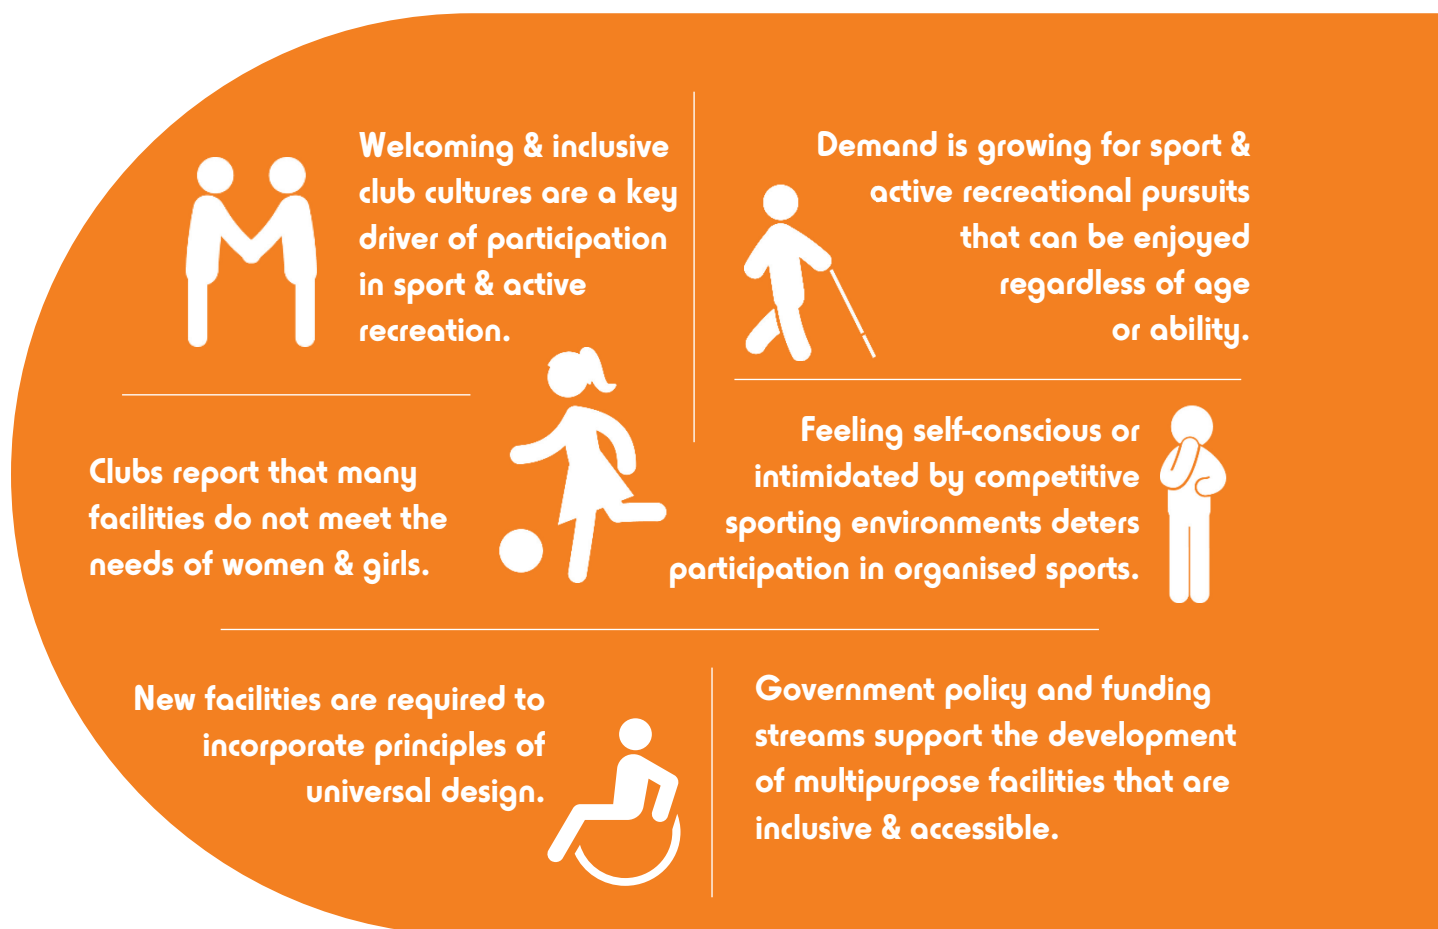 Welcoming & inclusive
club cultures are a key
driver of participation
in sport & active
recreation.
Demand is growing for sport &
active recreational pursuits
that can be enjoyed
regardless of age
or ability.
Clubs report that many
facilities do not meet the
needs of women & girls.
Feeling self-conscious or
intimidated by competitive
sporting environments deters
participation in organised sports.
New facilities are required to
incorporate principles of
universal design.
Government policy and funding
streams support the development
of multipurpose facilities that are
inclusive & accessible.